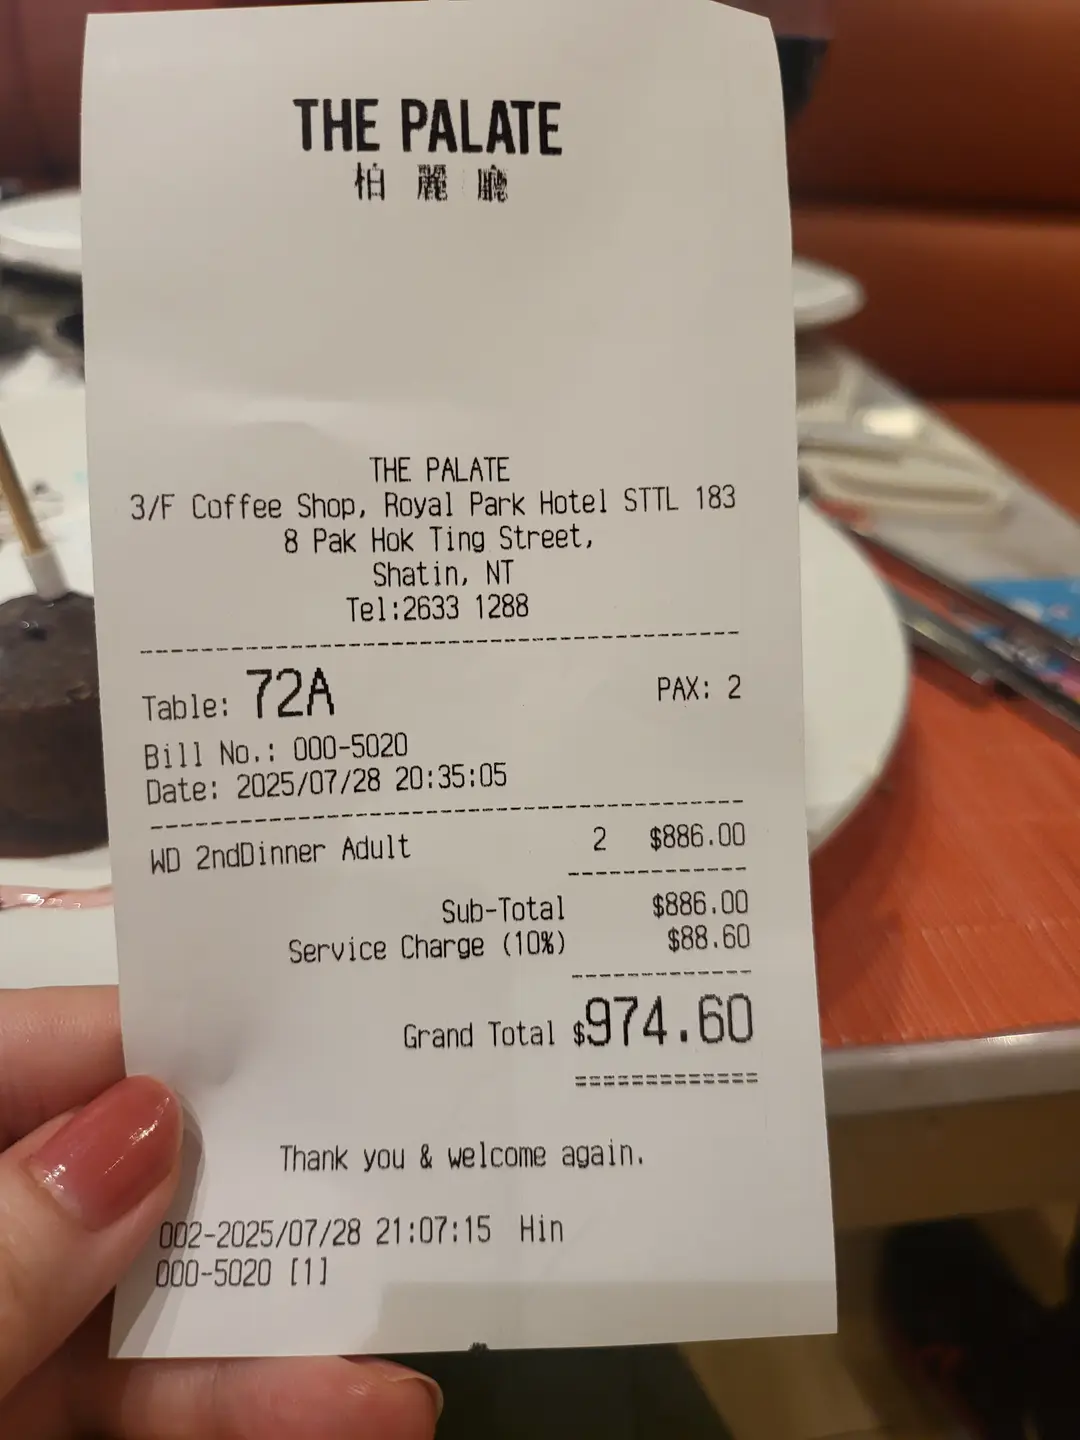 THE PALATE
柏麗廳
THE PALATE
3/F Coffee Shop, Royal Park Hotel STTL 183
8 Pak Hok Ting Street,
Shatin, NT
Tel:2633 1288
Table: 72A PAX: 2
Bill No.: 000-5020
Date: 2025/07/28 20:35:05
WD 2ndDinner Adult 2 $886.00
Sub-Total $886.00
Service Charge (10%) $88.60
Grand Total $974.60
Thank you & welcome again.
002-2025/07/28 21:07:15 Hin
000-5020 [1]